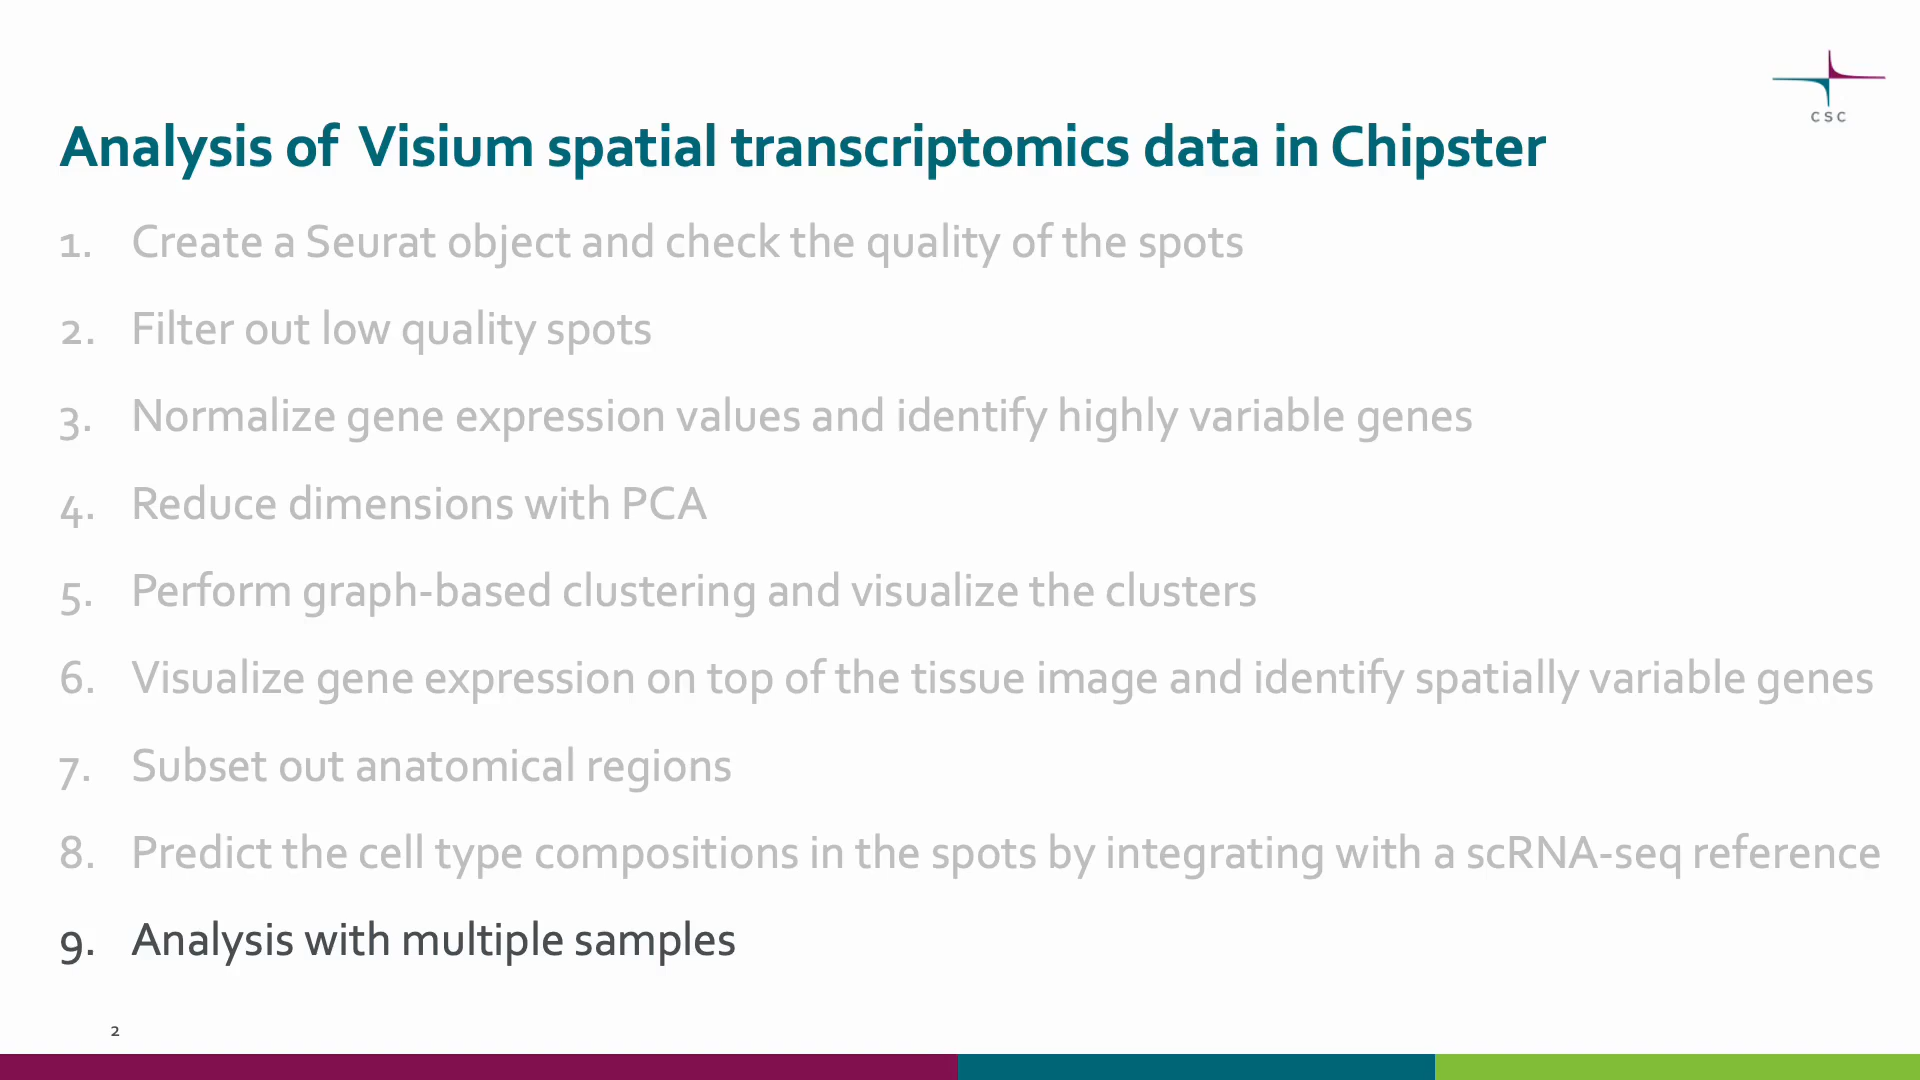 CSC
Analysis of Visium spatial transcriptomics data in Chipster
1. Create a Seurat object and check the quality of the spots
2. Filter out low quality spots
3. Normalize gene expression values and identify highly variable genes
4. Reduce dimensions with PCA
5. Perform graph-based clustering and visualize the clusters
6. Visualize gene expression on top of the tissue image and identify spatially variable genes
7. Subset out anatomical regions
8. Predict the cell type compositions in the spots by integrating with a scRNA-seq reference
9. Analysis with multiple samples
2